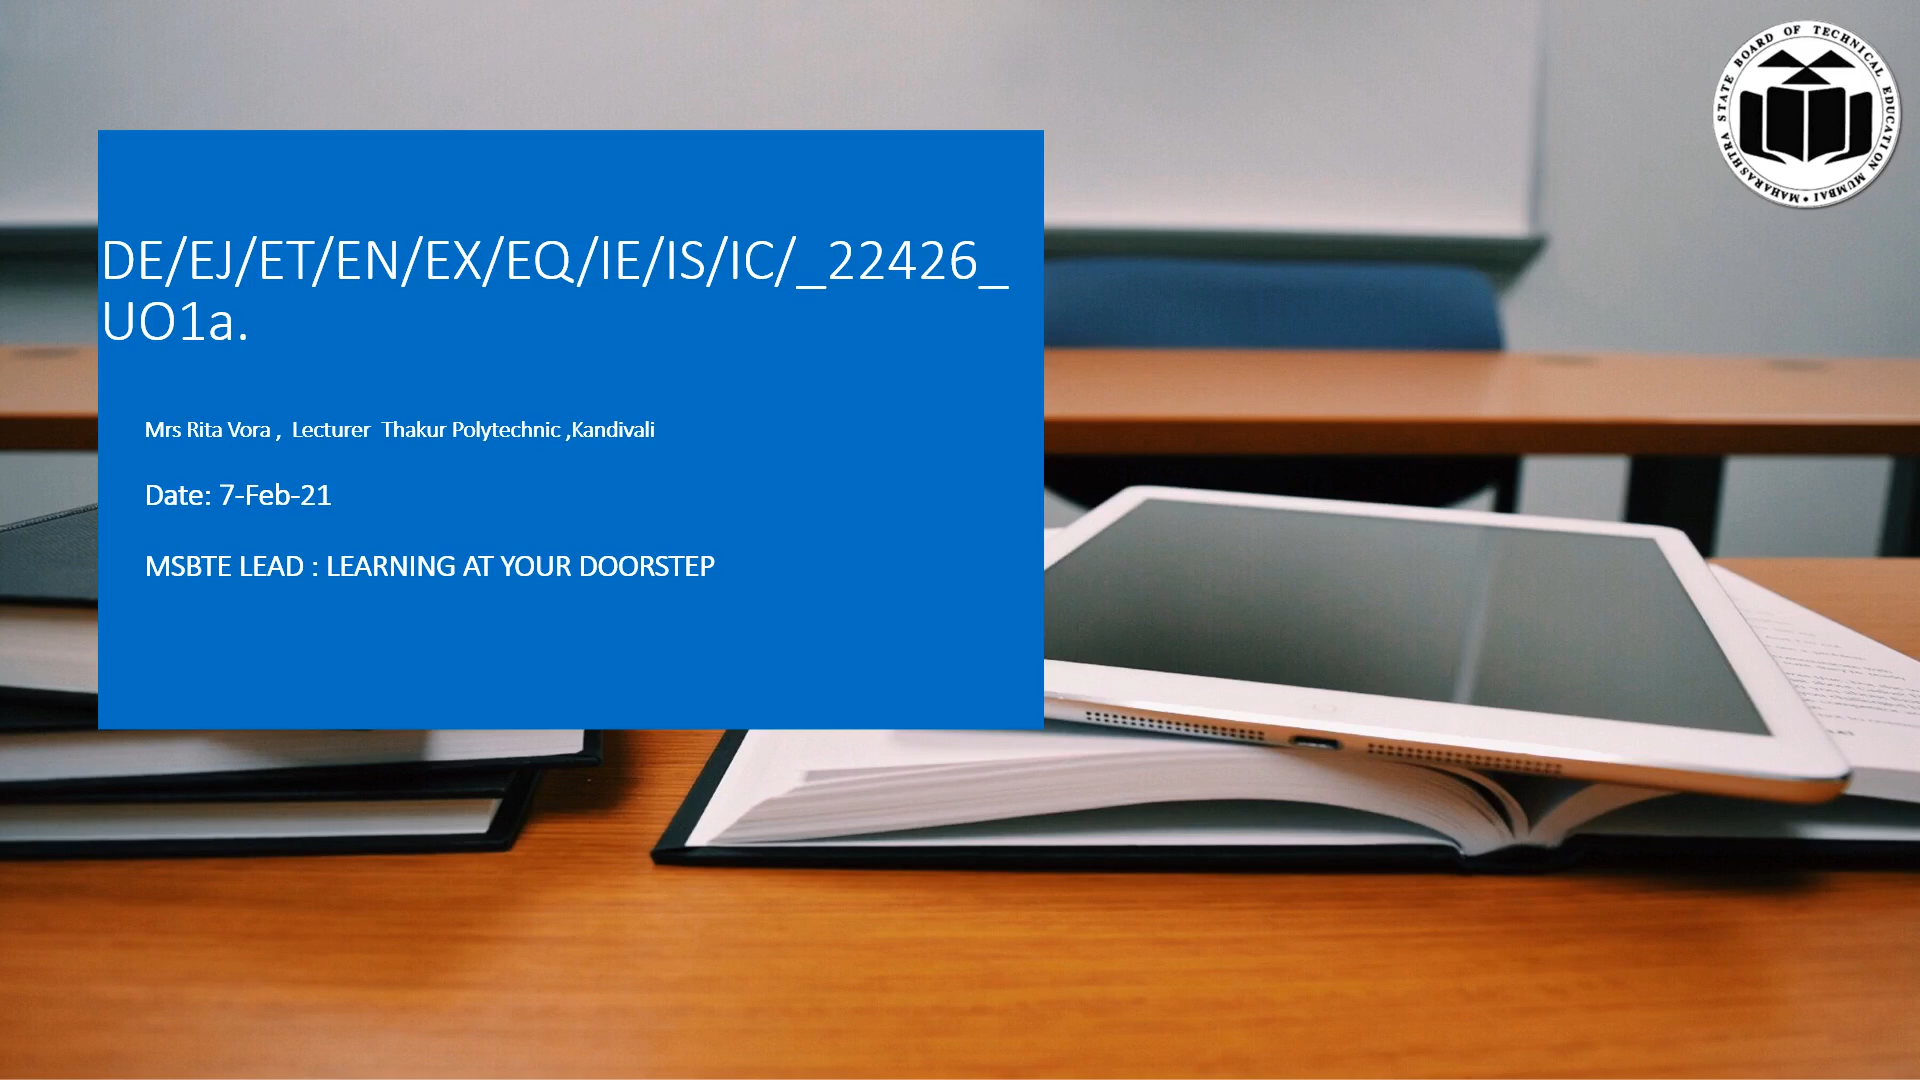 DE/EJ/ET/EN/EX/EQ/IE/IS/IC/_22426_
UO1a.
Mrs Rita Vora ,  Lecturer  Thakur Polytechnic ,Kandivali
Date: 7-Feb-21
MSBTE LEAD : LEARNING AT YOUR DOORSTEP
MAHARASHTRA STATE BOARD OF TECHNICAL EDUCATION MUMBAI •